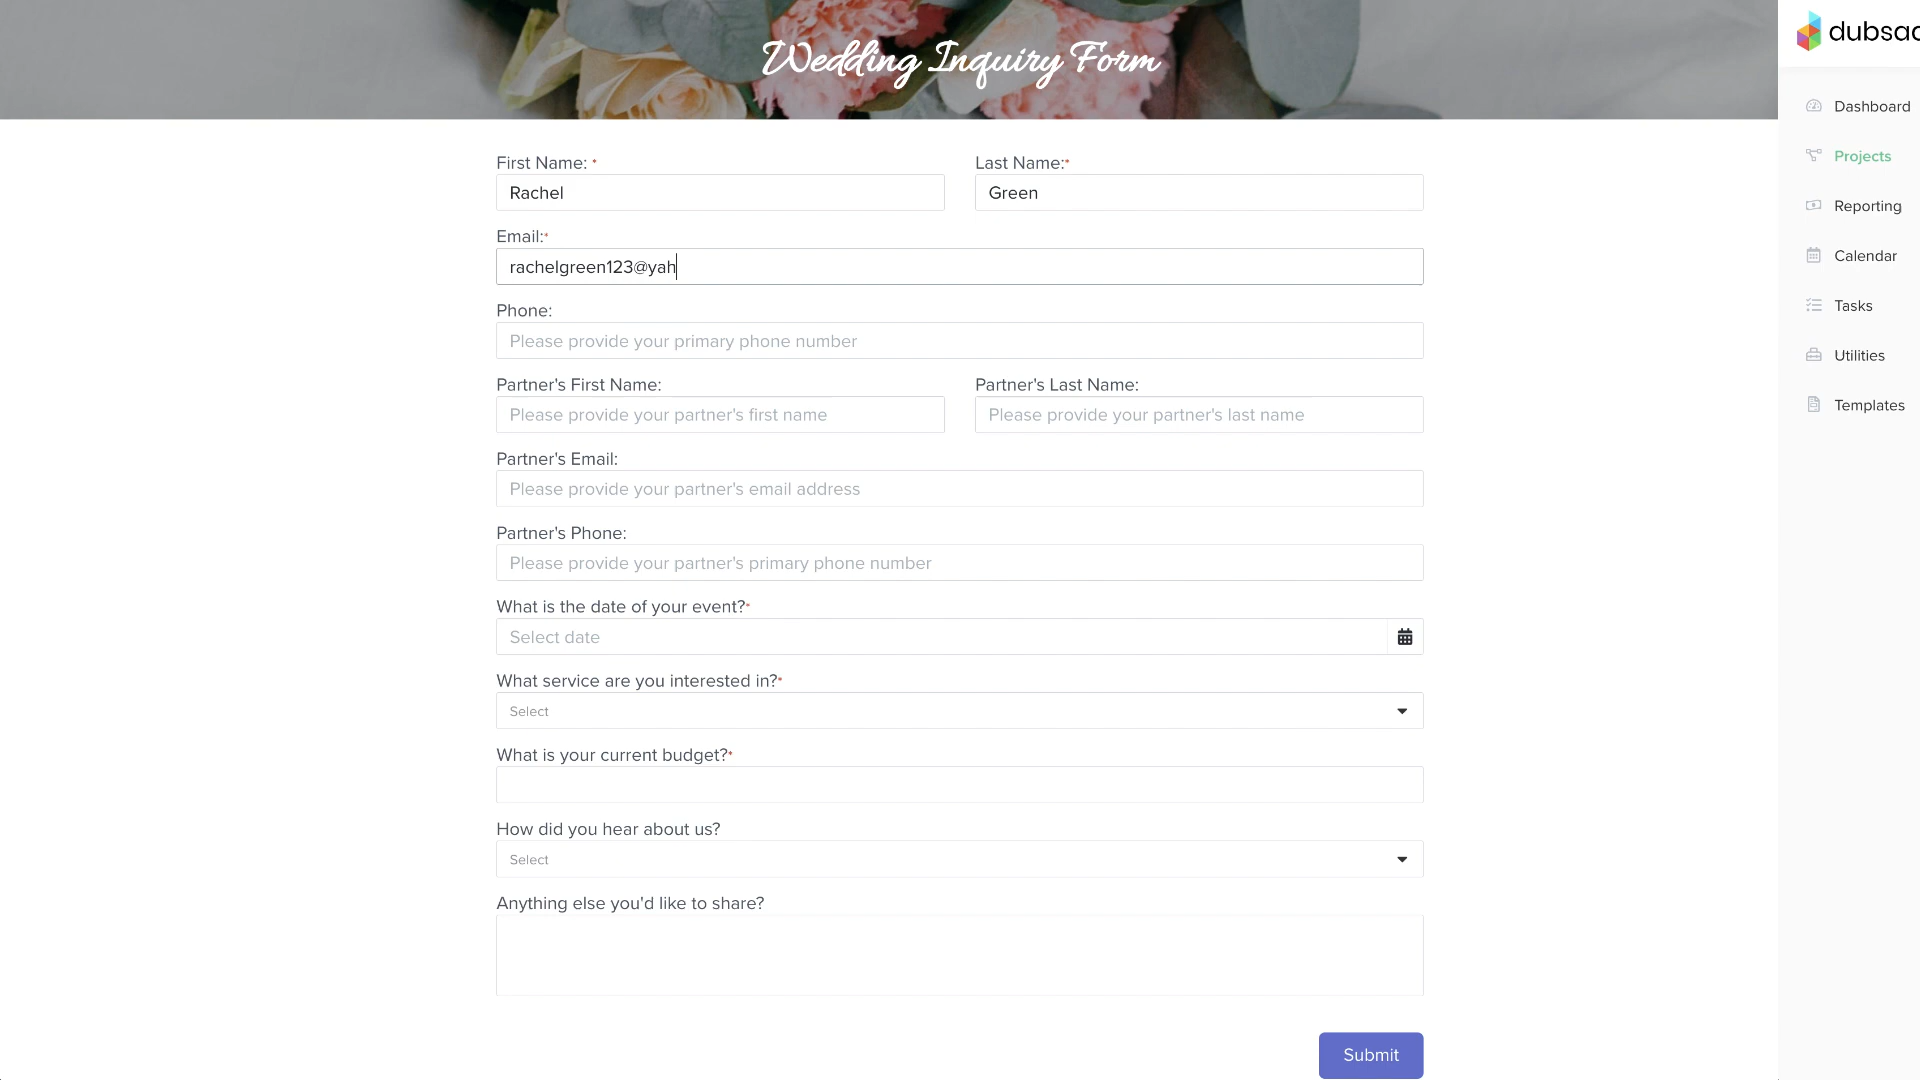 Wedding Inquiry Form
dubsad
Dashboard
Projects
Reporting
Calendar
Tasks
Utilities
Templates
First Name: *
Last Name:*
Rachel
Green
Email:*
rachelgreen123@yah
Phone:
Please provide your primary phone number
Partner's First Name:
Partner's Last Name:
Please provide your partner's first name
Please provide your partner's last name
Partner's Email:
Please provide your partner's email address
Partner's Phone:
Please provide your partner's primary phone number
What is the date of your event?*
Select date
What service are you interested in?*
Select
What is your current budget?*
How did you hear about us?
Select
Anything else you'd like to share?
Submit